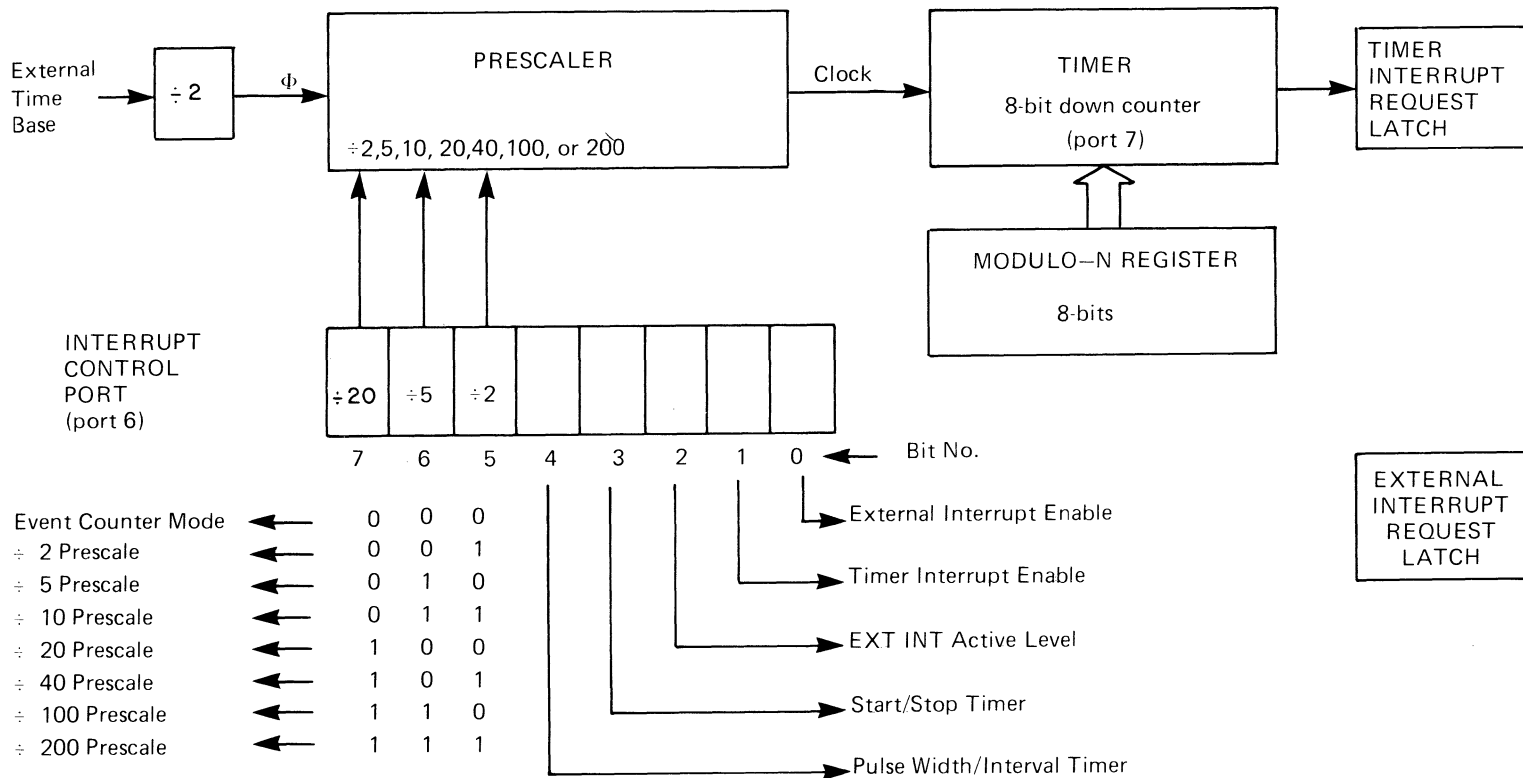 External
Time
Base
÷ 2
Φ
PRESCALER
÷2,5,10, 20,40,100, or 200
Clock
TIMER
8-bit down counter
(port 7)
TIMER
INTERRUPT
REQUEST
LATCH
MODULO–N REGISTER
8-bits
INTERRUPT
CONTROL
PORT
(port 6)
÷20 ÷5 ÷2
7 6 5 4 3 2 1 0 Bit No.
EXTERNAL
INTERRUPT
REQUEST
LATCH
Event Counter Mode 0 0 0
÷ 2 Prescale 0 0 1
÷ 5 Prescale 0 1 0
÷ 10 Prescale 0 1 1
÷ 20 Prescale 1 0 0
÷ 40 Prescale 1 0 1
÷ 100 Prescale 1 1 0
÷ 200 Prescale 1 1 1
External Interrupt Enable
Timer Interrupt Enable
EXT INT Active Level
Start/Stop Timer
Pulse Width/Interval Timer